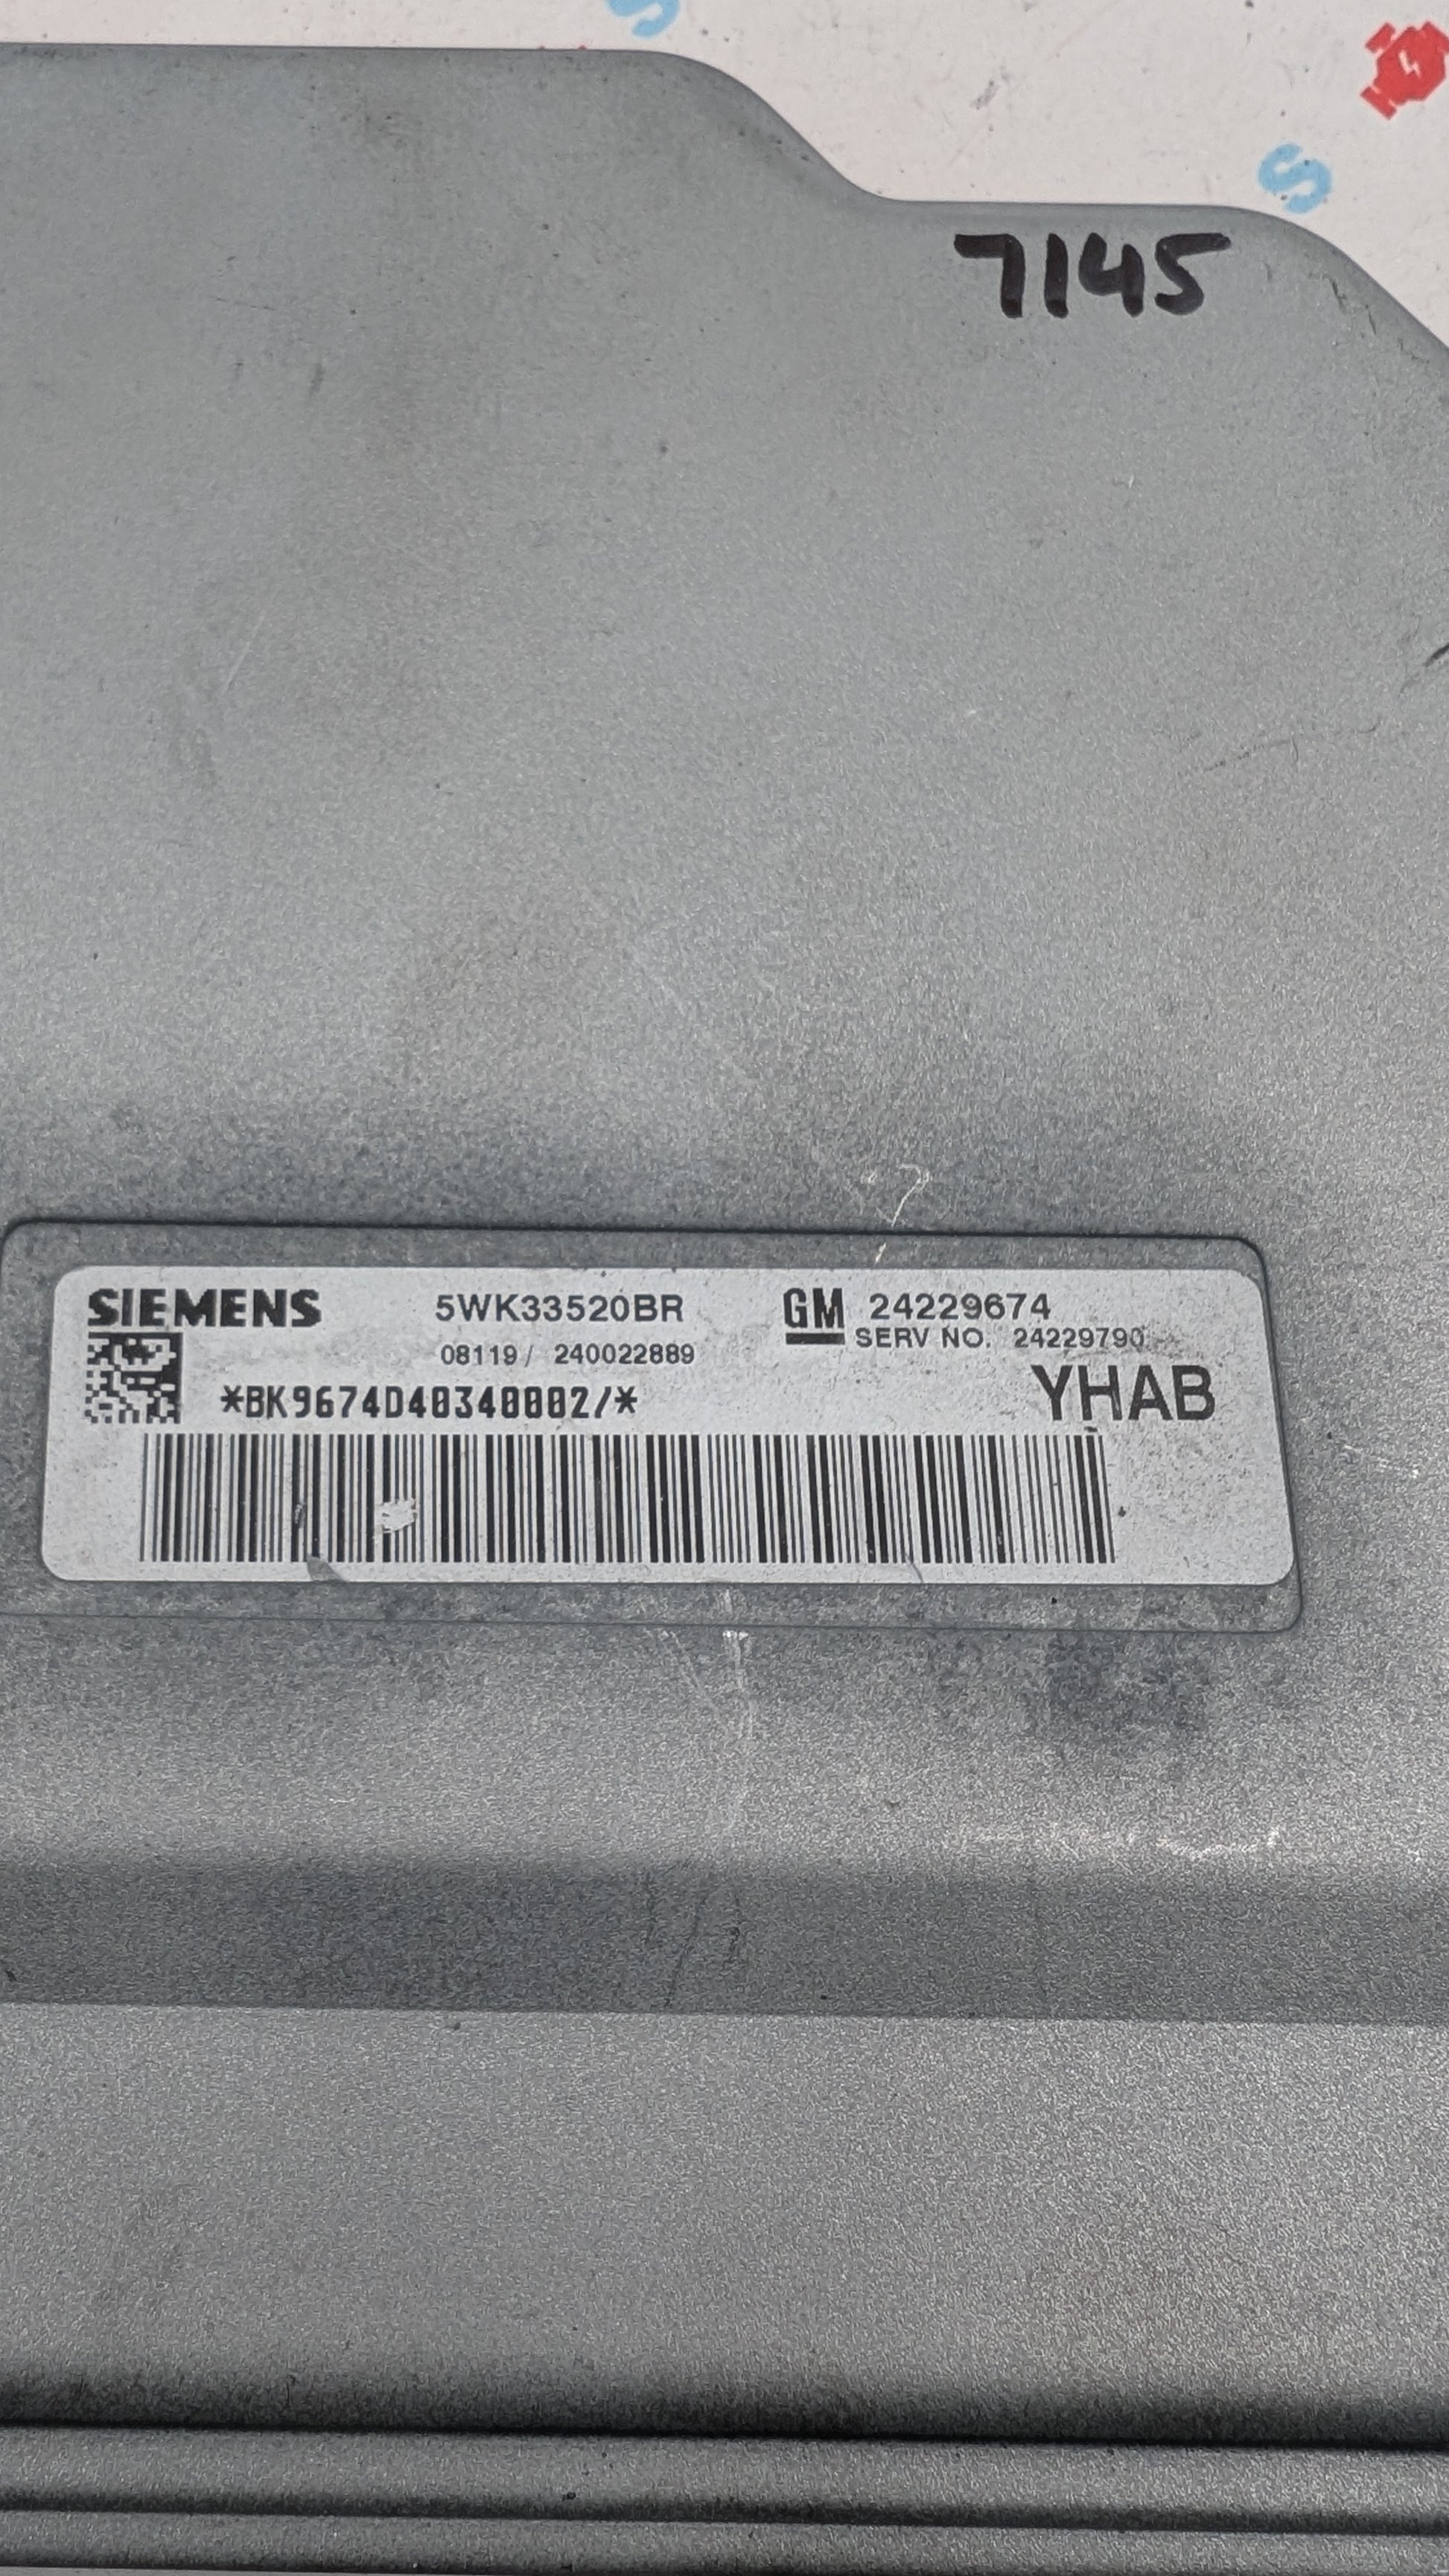 S
S
7145
SIEMENS 5WK33520BR GM 24229674
SERV NO. 24229790
08119 / 240022889
*BK9674D40340002/*
YHAB